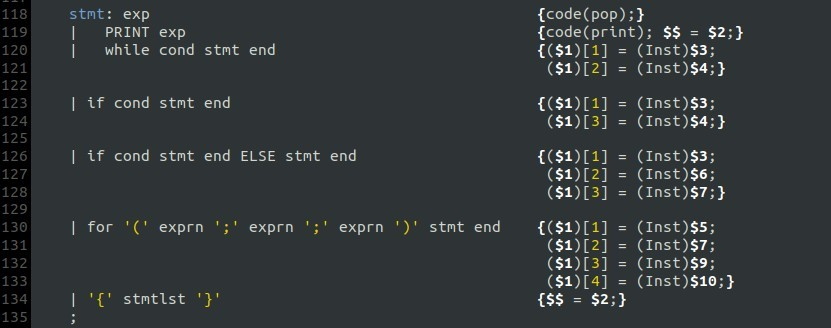 118 stmt: exp {code(pop);}
119 | PRINT exp {code(print); $$ = $2;}
120 | while cond stmt end {($1)[1] = (Inst)$3;
121 ($1)[2] = (Inst)$4;}
122
123 | if cond stmt end {($1)[1] = (Inst)$3;
124 ($1)[3] = (Inst)$4;}
125
126 | if cond stmt end ELSE stmt end {($1)[1] = (Inst)$3;
127 ($1)[2] = (Inst)$6;
128 ($1)[3] = (Inst)$7;}
129
130 | for '(' exprn ';' exprn ';' exprn ')' stmt end {($1)[1] = (Inst)$5;
131 ($1)[2] = (Inst)$7;
132 ($1)[3] = (Inst)$9;
133 ($1)[4] = (Inst)$10;}
134 | '{' stmtlst '}' {$$ = $2;}
135 ;